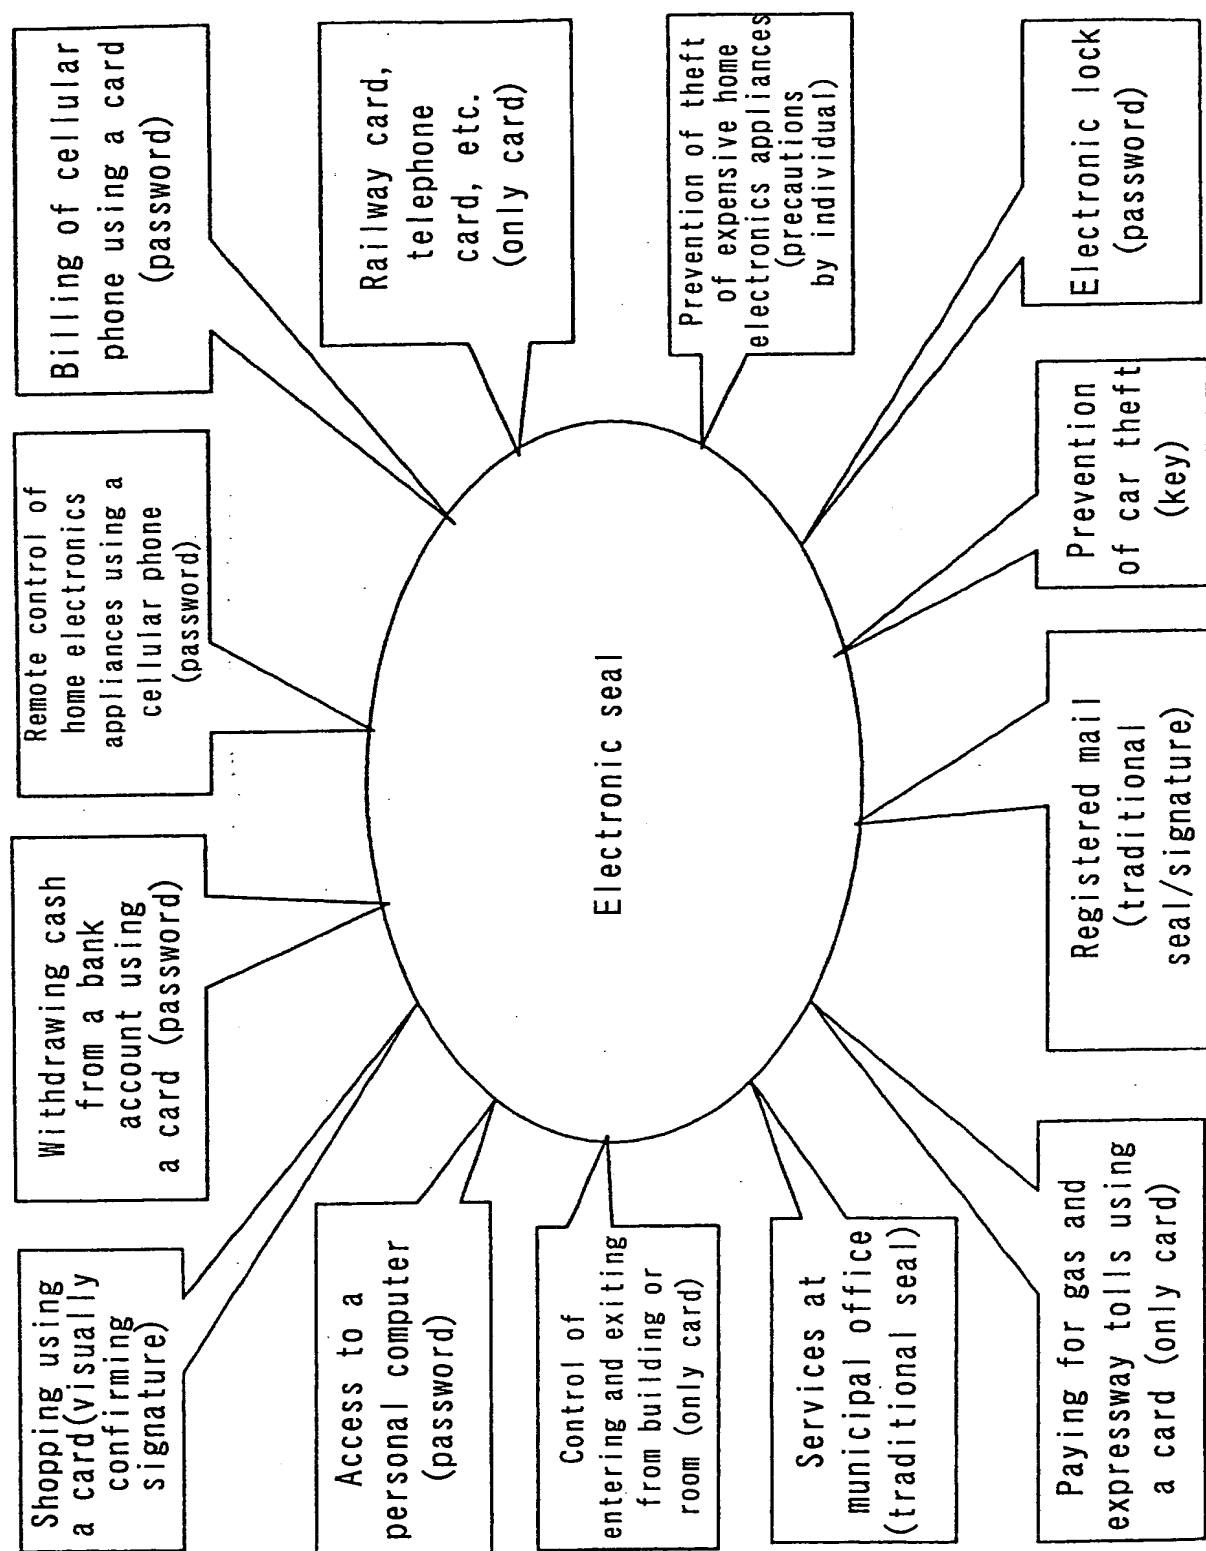 Shopping using
a card(visually
confirming
signature)
Withdrawing cash
from a bank
account using
a card (password)
Remote control of
home electronics
appliances using a
cellular phone
(password)
Billing of cellular
phone using a card
(password)
Access to a
personal computer
(password)
Railway card,
telephone
card, etc.
(only card)
Control of
entering and exiting
from building or
room (only card)
Electronic seal
Prevention of theft
of expensive home
electronics appliances
(precautions
by individual)
Services at
municipal office
(traditional seal)
Paying for gas and
expressway tolls using
a card (only card)
Registered mail
(traditional
seal/signature)
Prevention
of car theft
(key)
Electronic lock
(password)